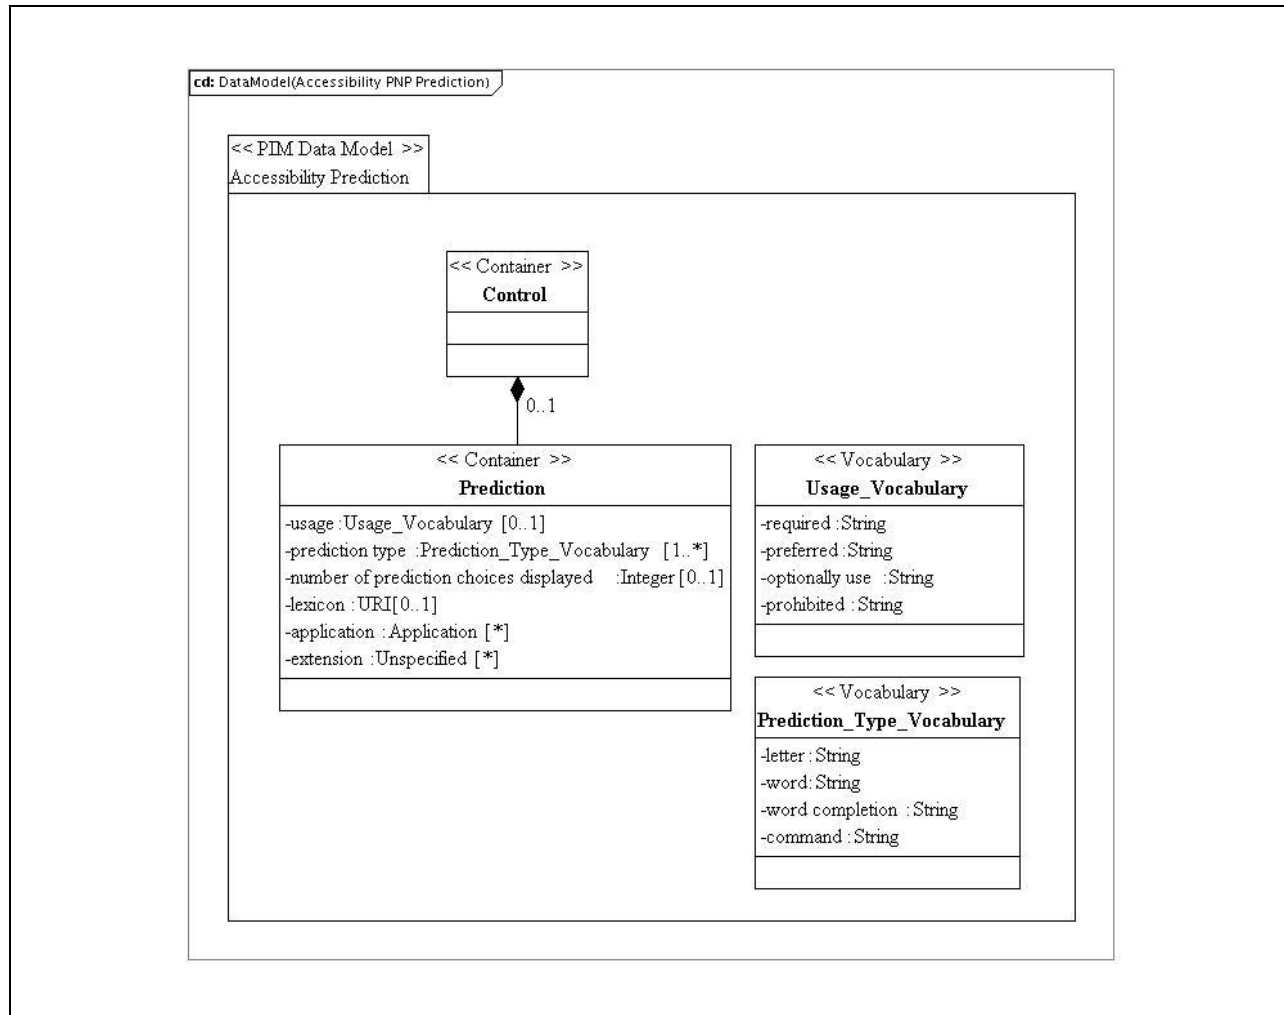 cd: DataModel(Accessibility PNP Prediction)
<< PIM Data Model >>
Accessibility Prediction
<< Container >>
Control
0..1
<< Container >>
Prediction
-usage :Usage_Vocabulary [0..1]
-prediction type :Prediction_Type_Vocabulary [1..*]
-number of prediction choices displayed :Integer [0..1]
-lexicon :URI[0..1]
-application :Application [*]
-extension :Unspecified [*]
<< Vocabulary >>
Usage_Vocabulary
-required :String
-preferred :String
-optionally use :String
-prohibited :String
<< Vocabulary >>
Prediction_Type_Vocabulary
-letter :String
-word:String
-word completion :String
-command :String